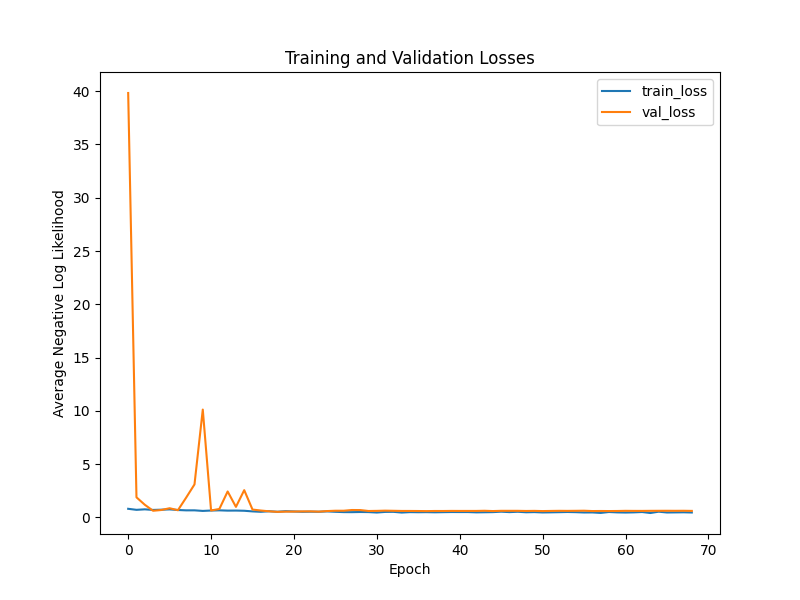 Training and Validation Losses
train_loss
val_loss
Average Negative Log Likelihood
40
35
30
25
20
15
10
5
0
0 10 20 30 40 50 60 70
Epoch